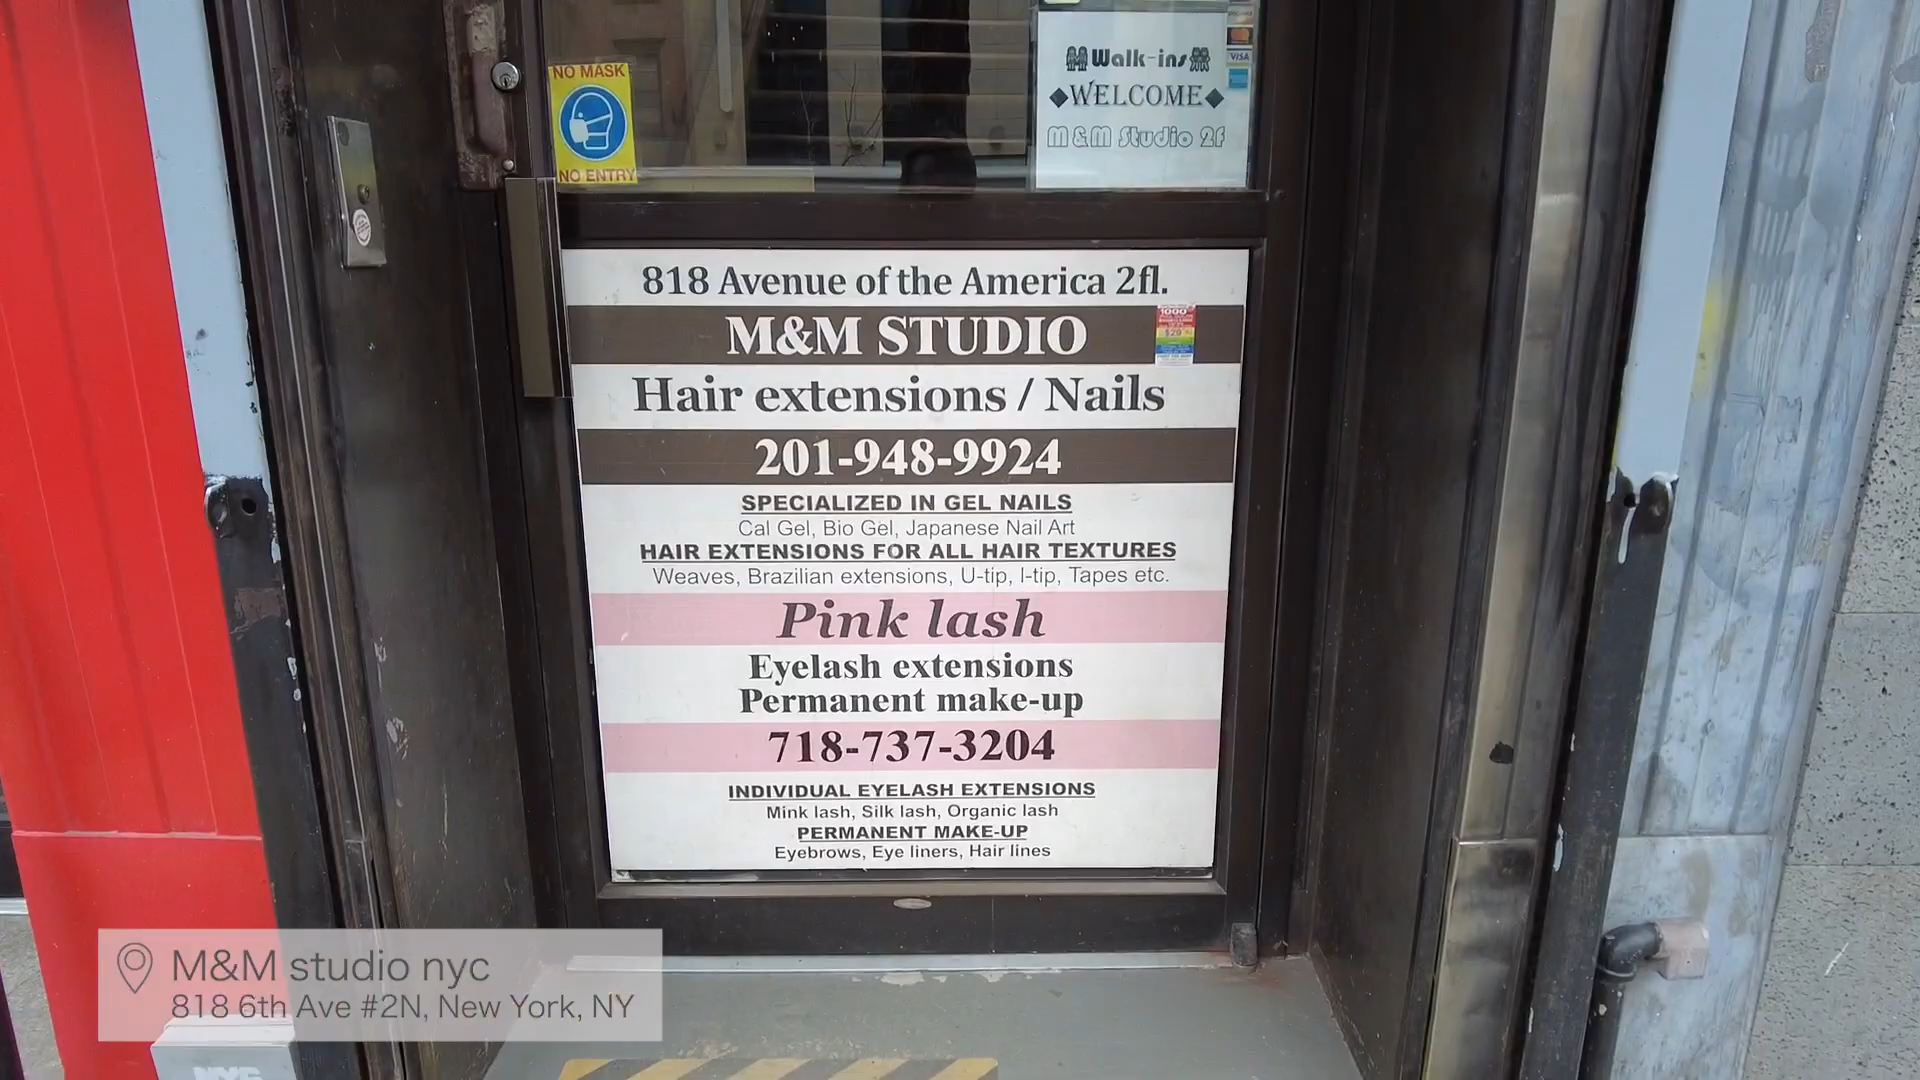 NO MASK
NO ENTRY
Walk-ins
WELCOME
M&M Studio 2f
VISA
818 Avenue of the America 2fl.
M&M STUDIO
1000
Hair extensions / Nails
201-948-9924
SPECIALIZED IN GEL NAILS
Cal Gel, Bio Gel, Japanese Nail Art
HAIR EXTENSIONS FOR ALL HAIR TEXTURES
Weaves, Brazilian extensions, U-tip, I-tip, Tapes etc.
Pink lash
Eyelash extensions
Permanent make-up
718-737-3204
INDIVIDUAL EYELASH EXTENSIONS
Mink lash, Silk lash, Organic lash
PERMANENT MAKE-UP
Eyebrows, Eye liners, Hair lines
M&M studio nyc
818 6th Ave #2N, New York, NY